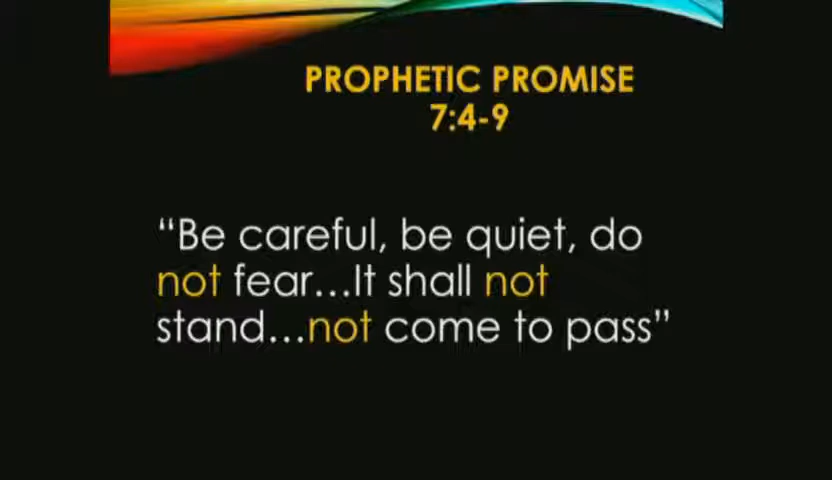 PROPHETIC PROMISE
7:4-9
“Be careful, be quiet, do
not fear...It shall not
stand...not come to pass”